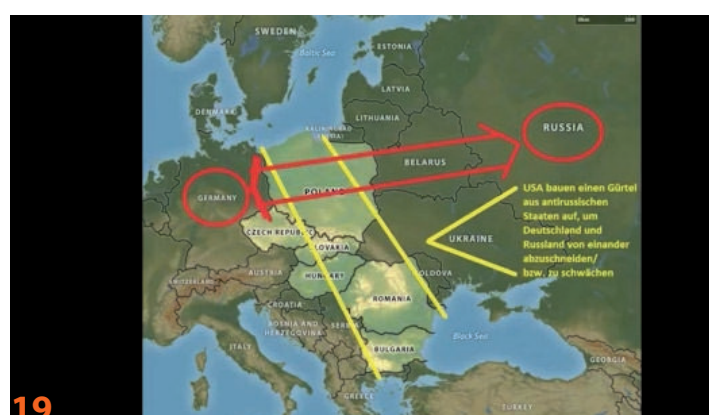 SWEDEN
Baltic Sea
ESTONIA
LATVIA
DENMARK
LITHUANIA
KALININGRAD
(RUSSIA)
RUSSIA
BELARUS
GERMANY
POLAND
USA bauen einen Gürtel
aus antirussischen
Staaten auf, um
Deutschland und
Russland von einander
abzuschneiden/
bzw. zu schwächen
CZECH REPUBLIC
UKRAINE
SLOVAKIA
AUSTRIA
HUNGARY
MOLDOVA
SWITZERLAND
ROMANIA
CROATIA
BOSNIA AND
HERZEGOVINA
SERBIA
ITALY
Black Sea
BULGARIA
GEORGIA
GREECE
TURKEY
19